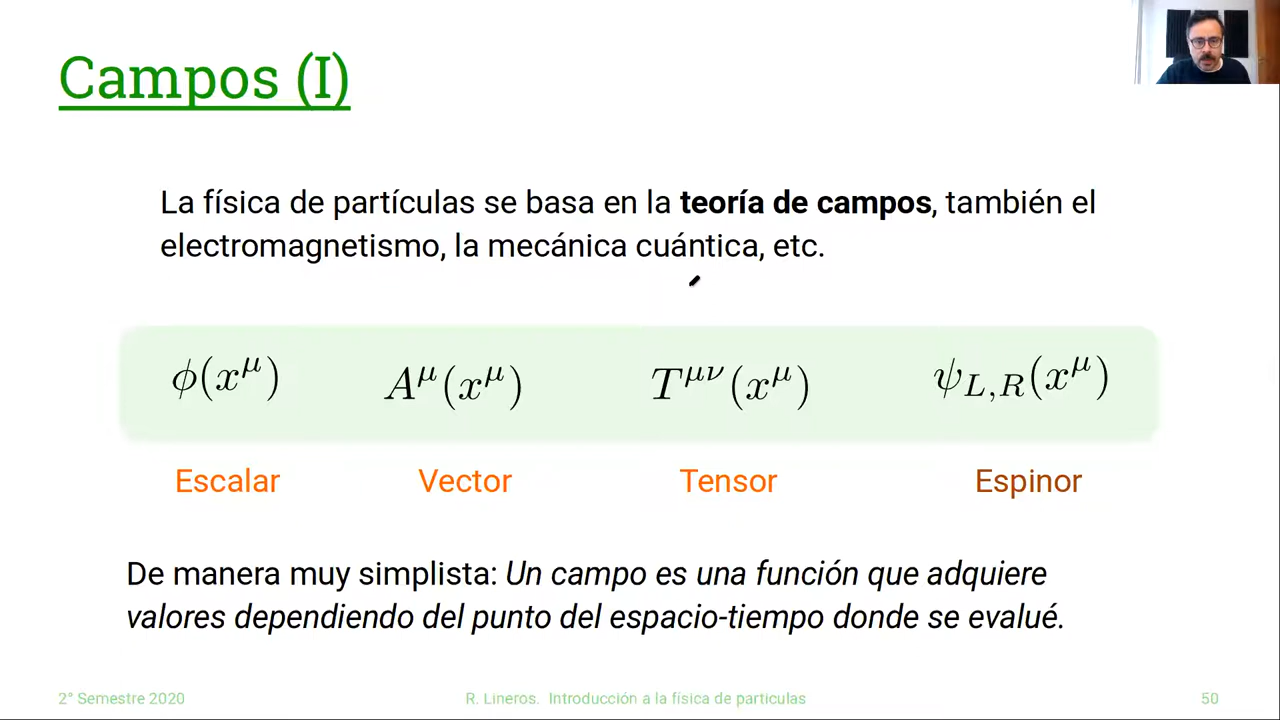 Campos (I)
La física de partículas se basa en la teoría de campos, también el
electromagnetismo, la mecánica cuántica, etc.
ϕ(x^μ) A^μ(x^μ) T^{μν}(x^μ) ψ_{L,R}(x^μ)
Escalar Vector Tensor Espinor
De manera muy simplista: Un campo es una función que adquiere
valores dependiendo del punto del espacio-tiempo donde se evalué.
2° Semestre 2020 R. Lineros. Introducción a la física de particulas 50